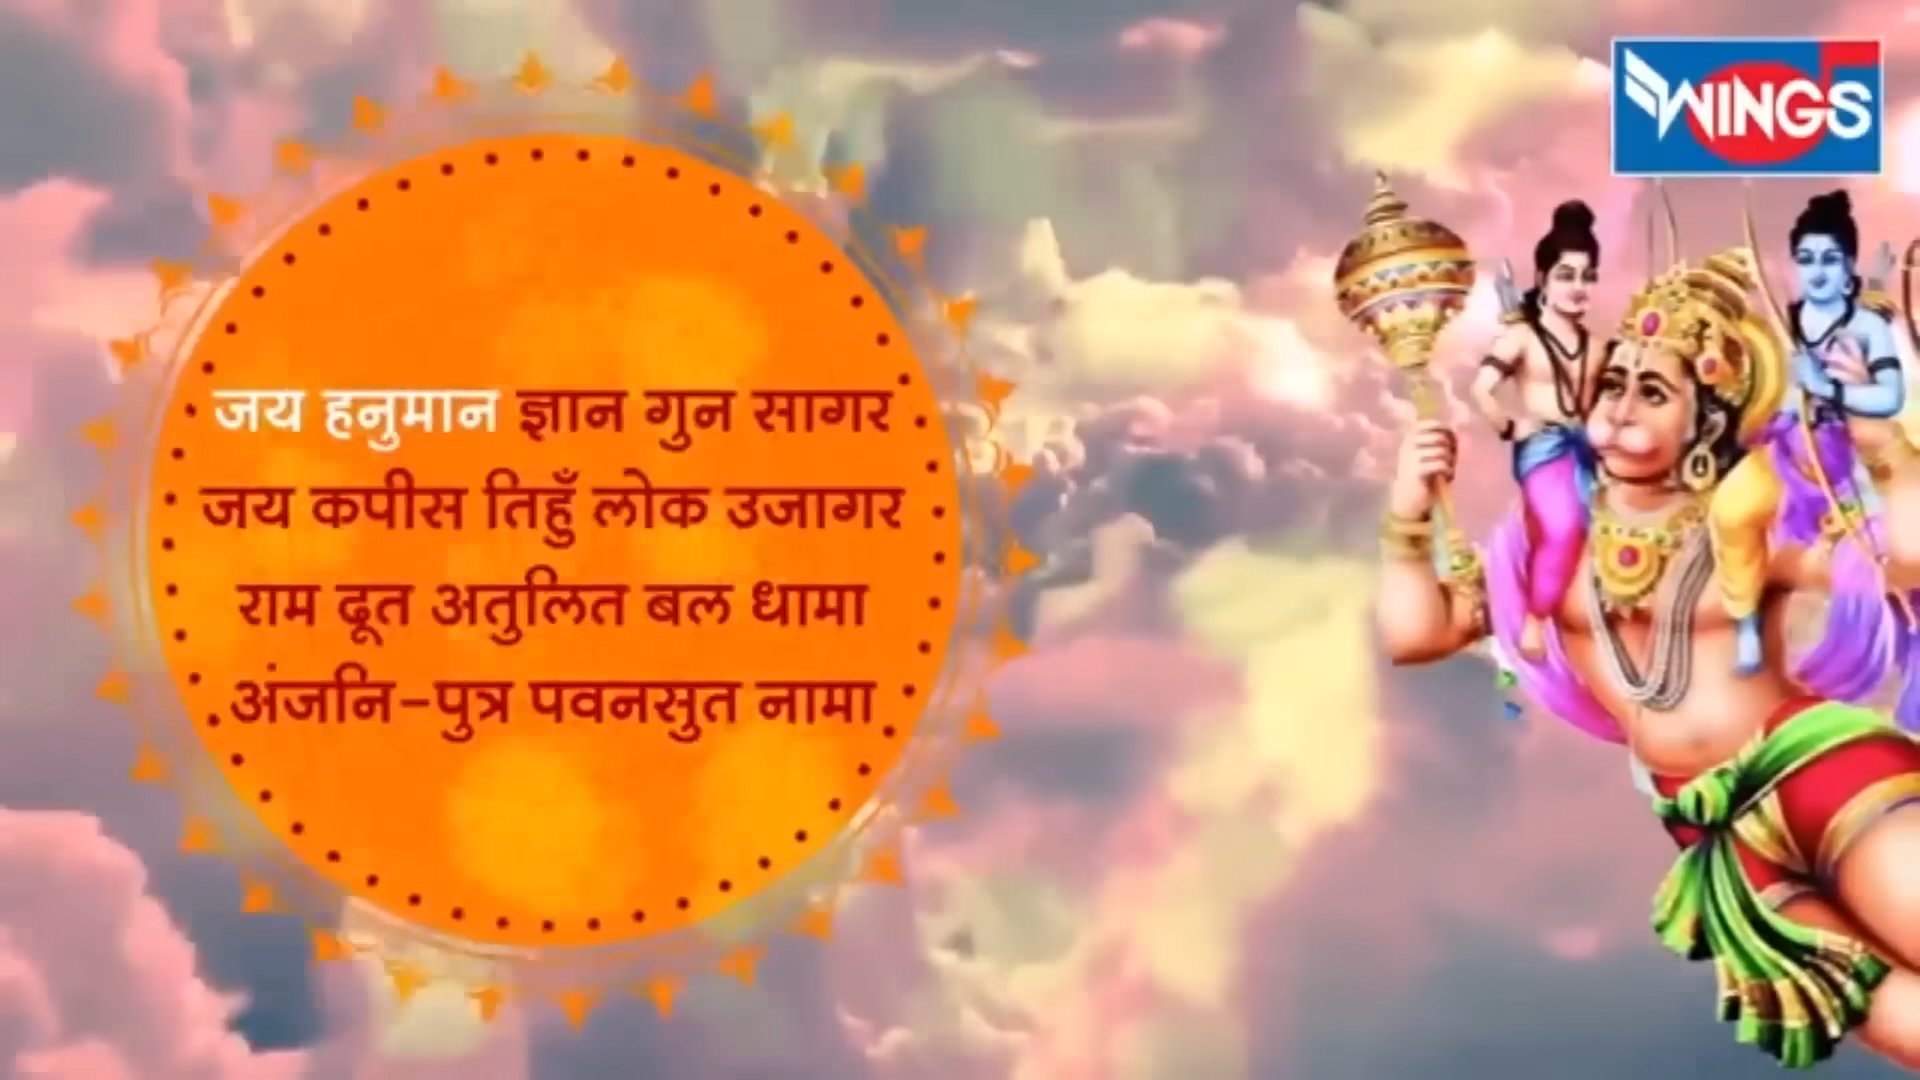 WINGS
जय हनुमान ज्ञान गुन सागर
जय कपीस तिहुँ लोक उजागर
राम दूत अतुलित बल धामा
अंजनि-पुत्र पवनसुत नामा